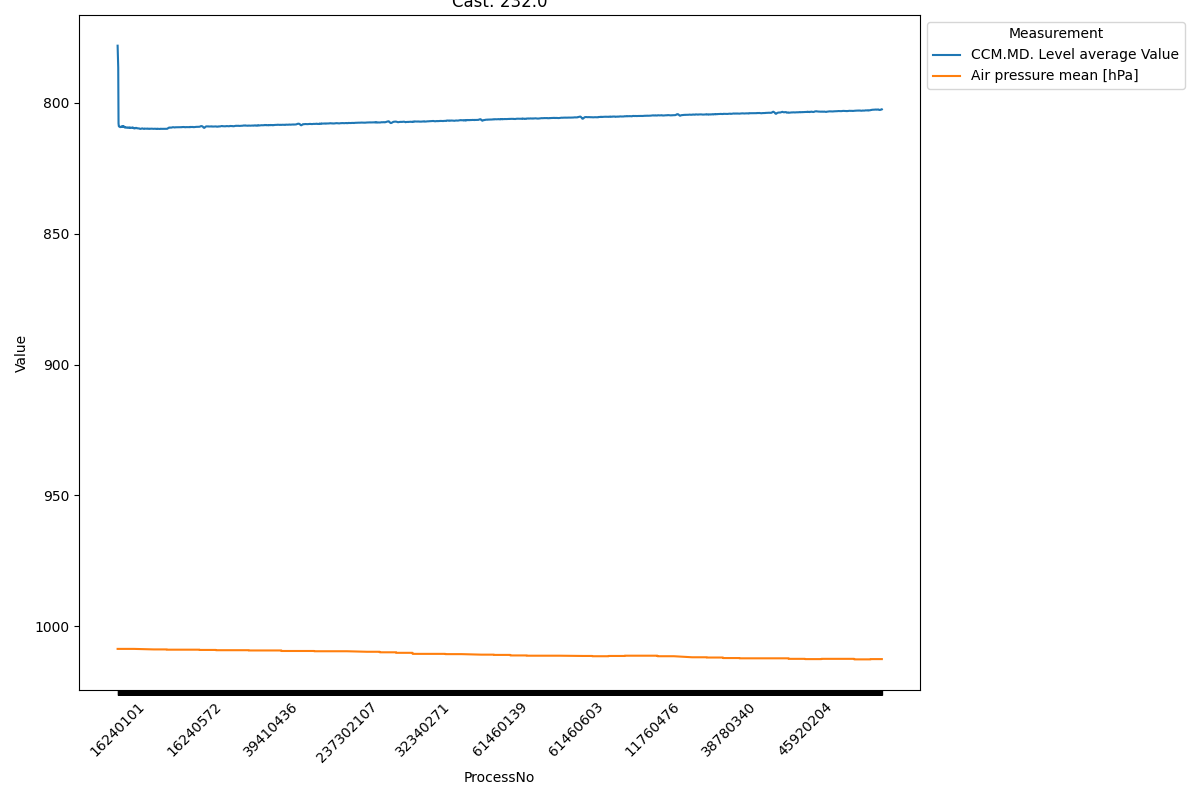 Cast: 232.0
Measurement
CCM.MD. Level average Value
Air pressure mean [hPa]
Value
800
850
900
950
1000
16240101
16240572
39410436
237302107
32340271
61460139
61460603
11760476
38780340
45920204
ProcessNo